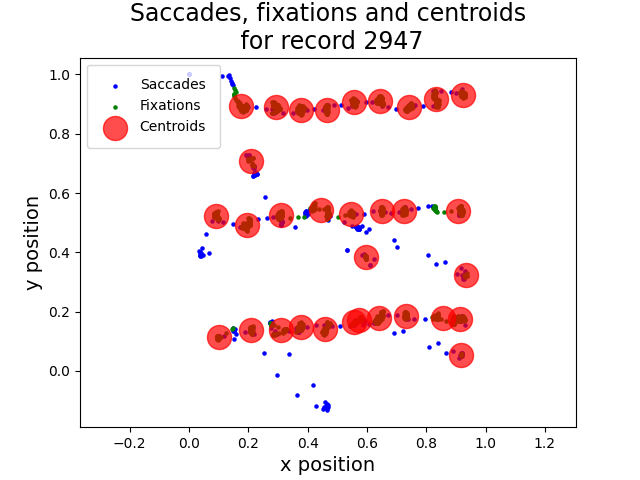 Saccades, fixations and centroids
for record 2947
Saccades
Fixations
Centroids
1.0
0.8
0.6
0.4
0.2
0.0
y position
−0.2 0.0 0.2 0.4 0.6 0.8 1.0 1.2
x position